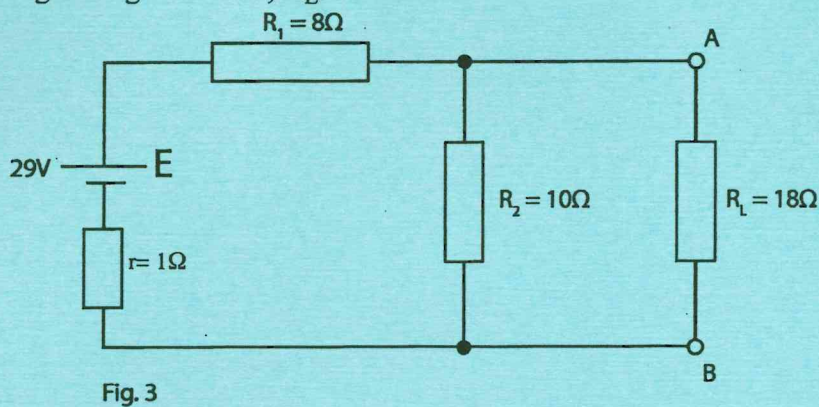 R₁ = 8Ω
A
29V E
R₂ = 10Ω
R_L = 18Ω
r= 1Ω
B
Fig. 3